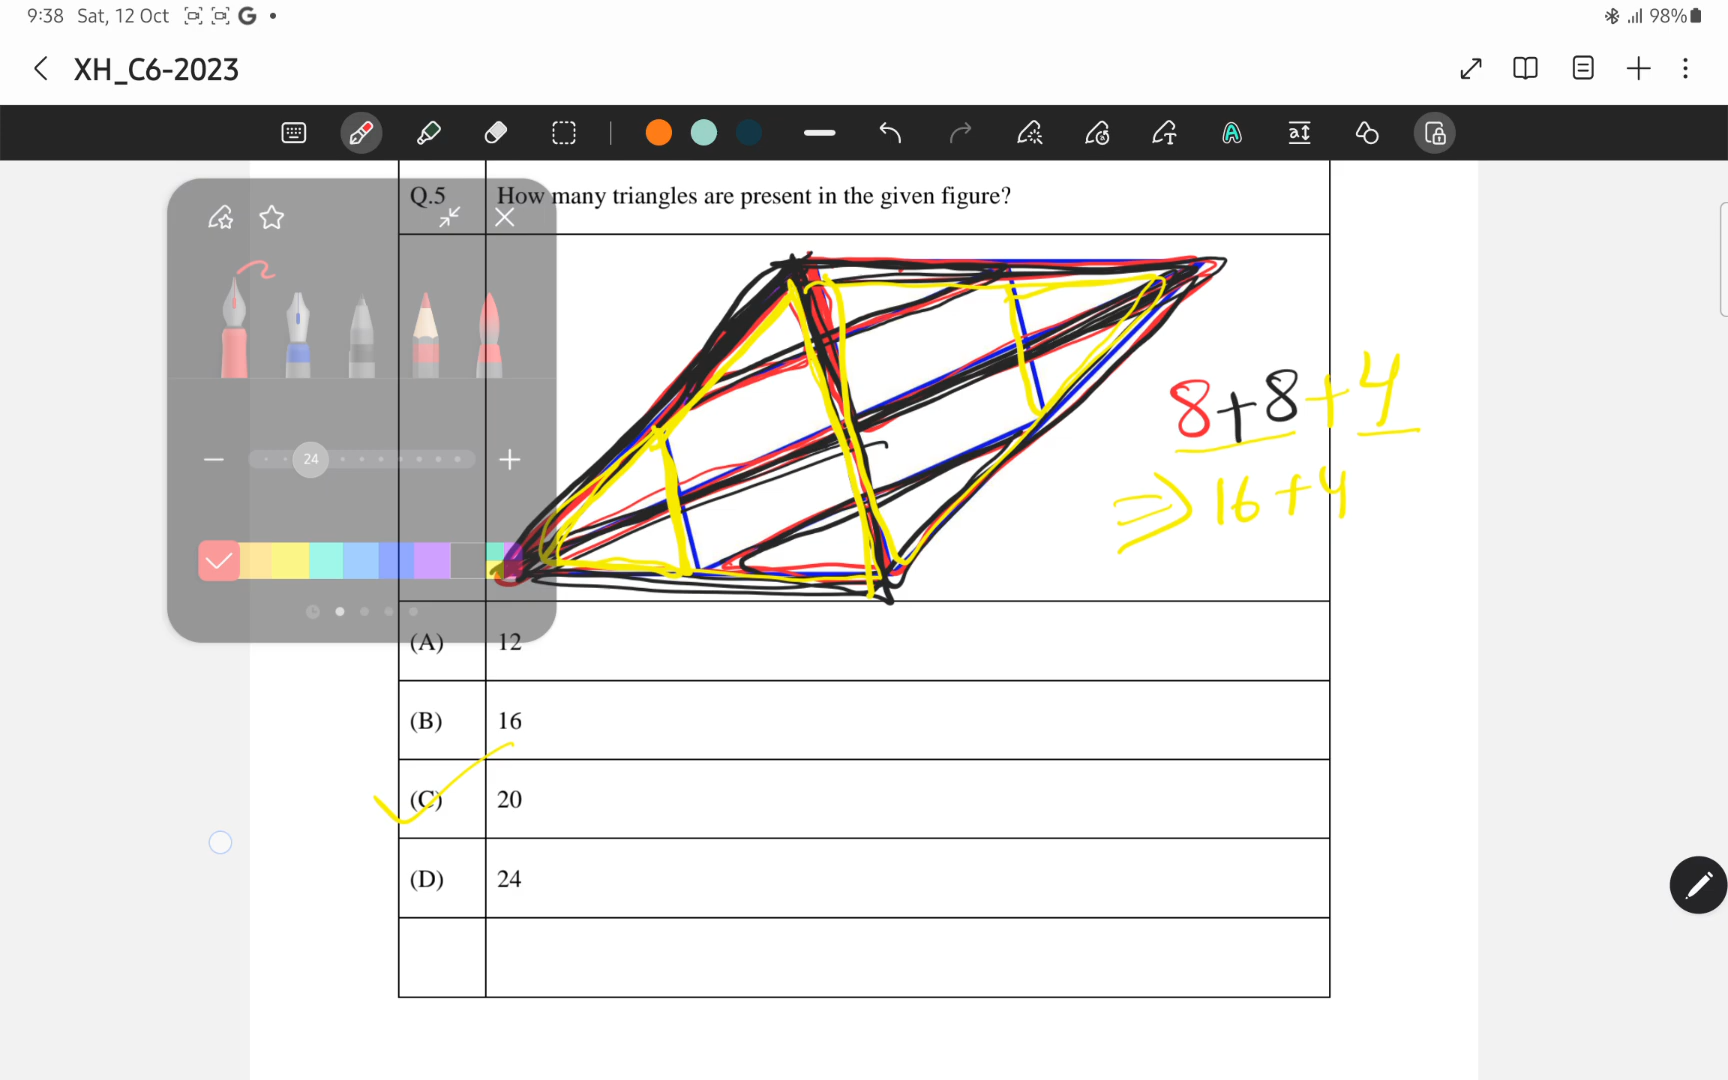 9:38 Sat, 12 Oct G
98%
XH_C6-2023
Q.5 How many triangles are present in the given figure?
24
8+8+4
⇒ 16+4
(A) 12
(B) 16
(C) 20
(D) 24